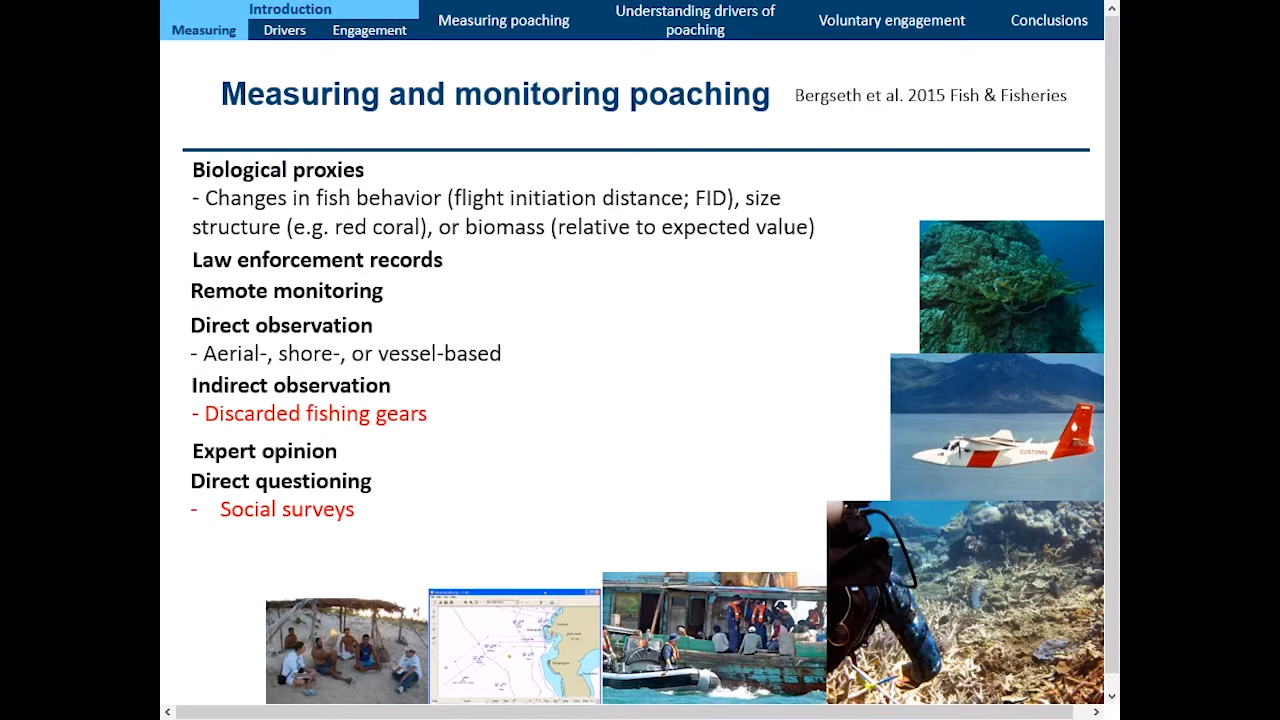 Introduction
Measuring Drivers Engagement
Measuring poaching
Understanding drivers of
poaching
Voluntary engagement
Conclusions
Measuring and monitoring poaching
Bergseth et al. 2015 Fish & Fisheries
Biological proxies
- Changes in fish behavior (flight initiation distance; FID), size
structure (e.g. red coral), or biomass (relative to expected value)
Law enforcement records
Remote monitoring
Direct observation
- Aerial-, shore-, or vessel-based
Indirect observation
- Discarded fishing gears
Expert opinion
Direct questioning
- Social surveys
CUSTOMS